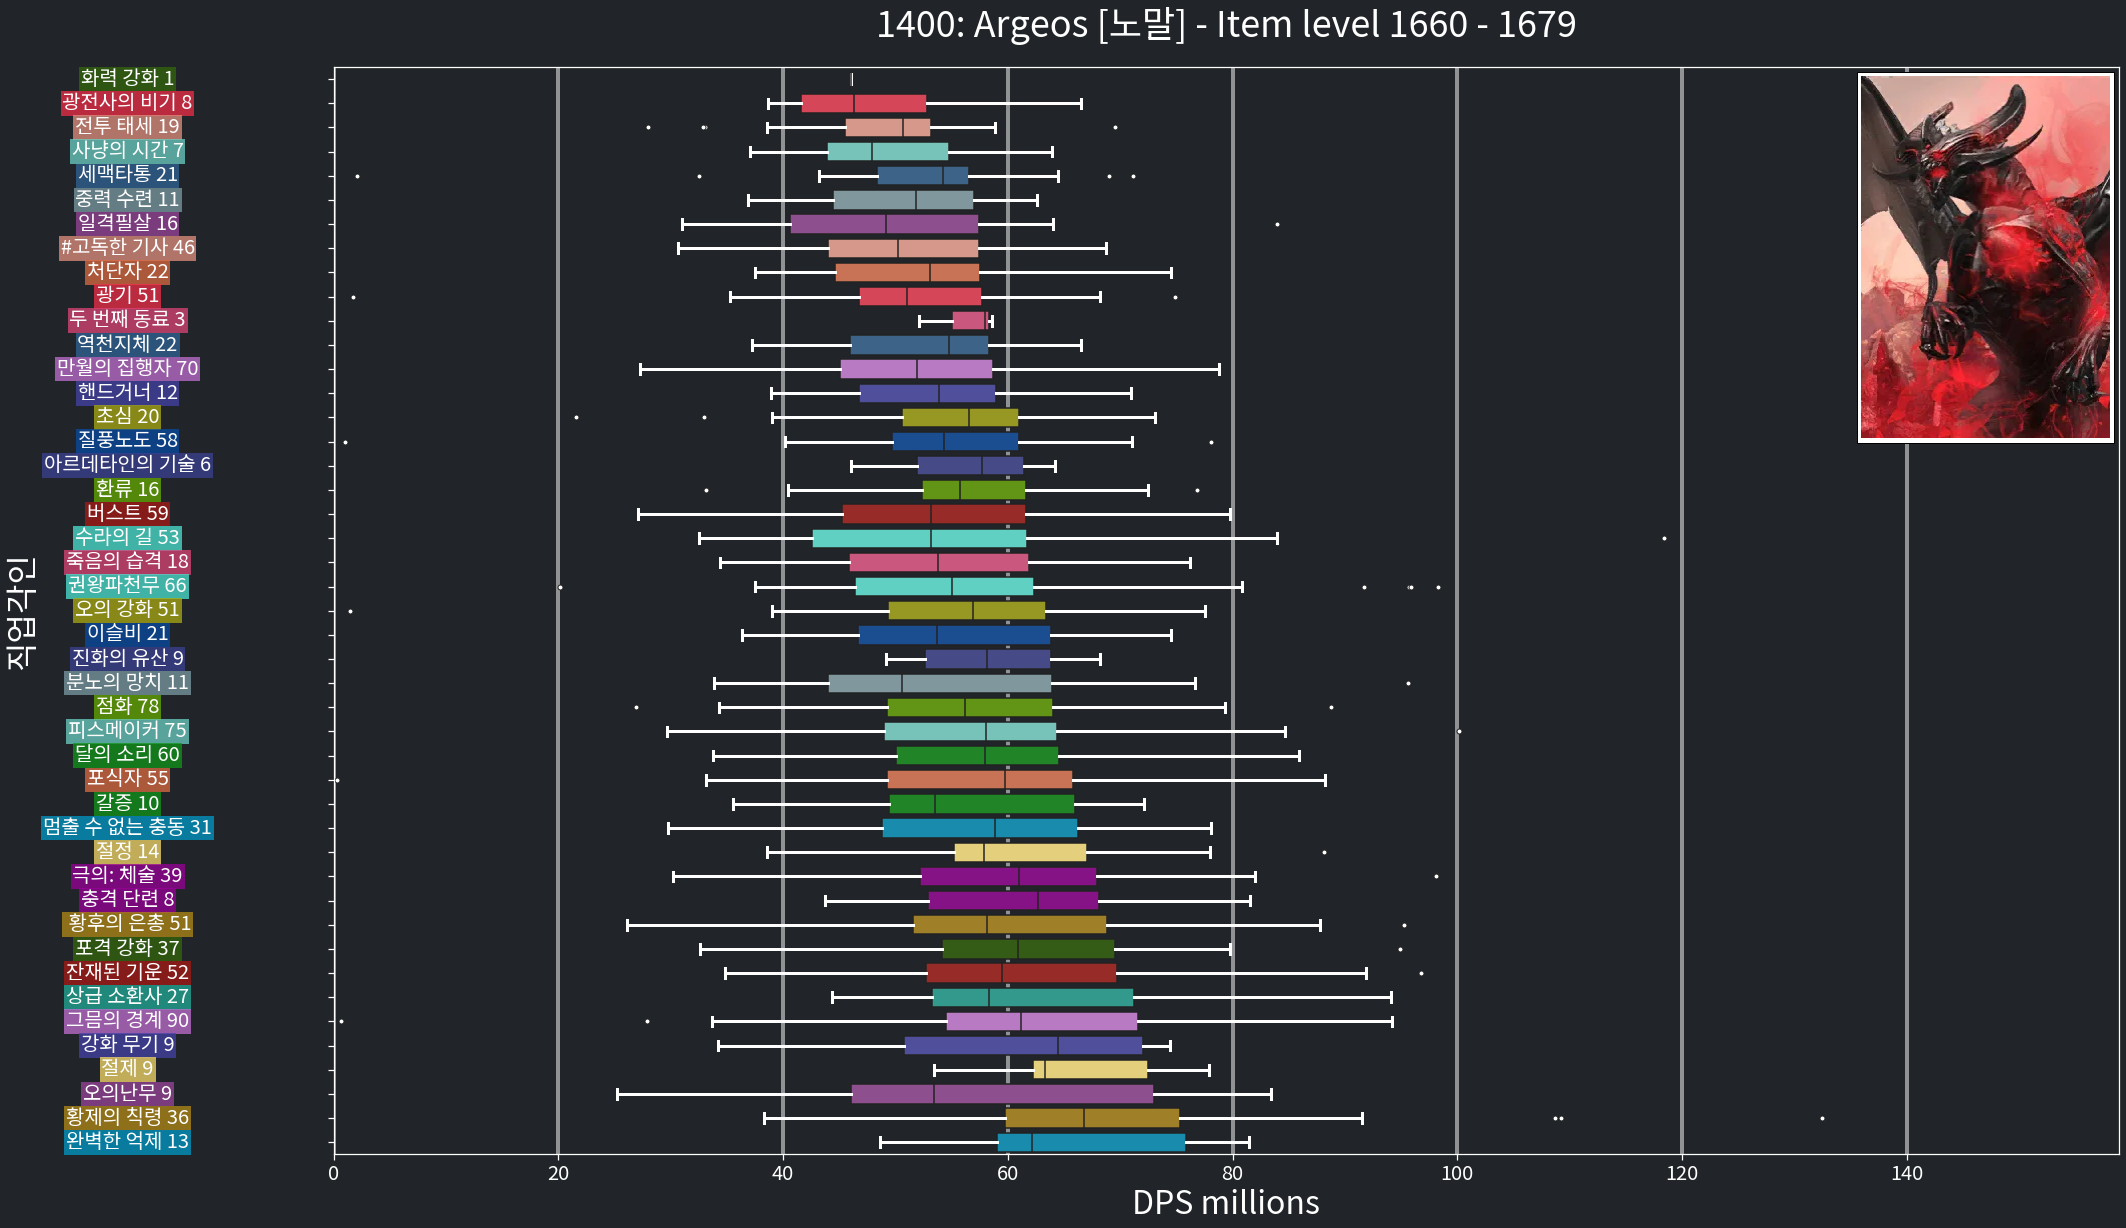 1400: Argeos [노말] - Item level 1660 - 1679
화력 강화 1
광전사의 비기 8
전투 태세 19
사냥의 시간 7
세맥타통 21
중력 수련 11
일격필살 16
#고독한 기사 46
처단자 22
광기 51
두 번째 동료 3
역천지체 22
만월의 집행자 70
핸드거너 12
초심 20
질풍노도 58
아르데타인의 기술 6
환류 16
버스트 59
수라의 길 53
죽음의 습격 18
권왕파천무 66
오의 강화 51
이슬비 21
진화의 유산 9
분노의 망치 11
점화 78
피스메이커 75
달의 소리 60
포식자 55
갈증 10
멈출 수 없는 충동 31
절정 14
극의: 체술 39
충격 단련 8
황후의 은총 51
포격 강화 37
잔재된 기운 52
상급 소환사 27
그믐의 경계 90
강화 무기 9
절제 9
오의난무 9
황제의 칙령 36
완벽한 억제 13
직업각인
0 20 40 60 80 100 120 140
DPS millions